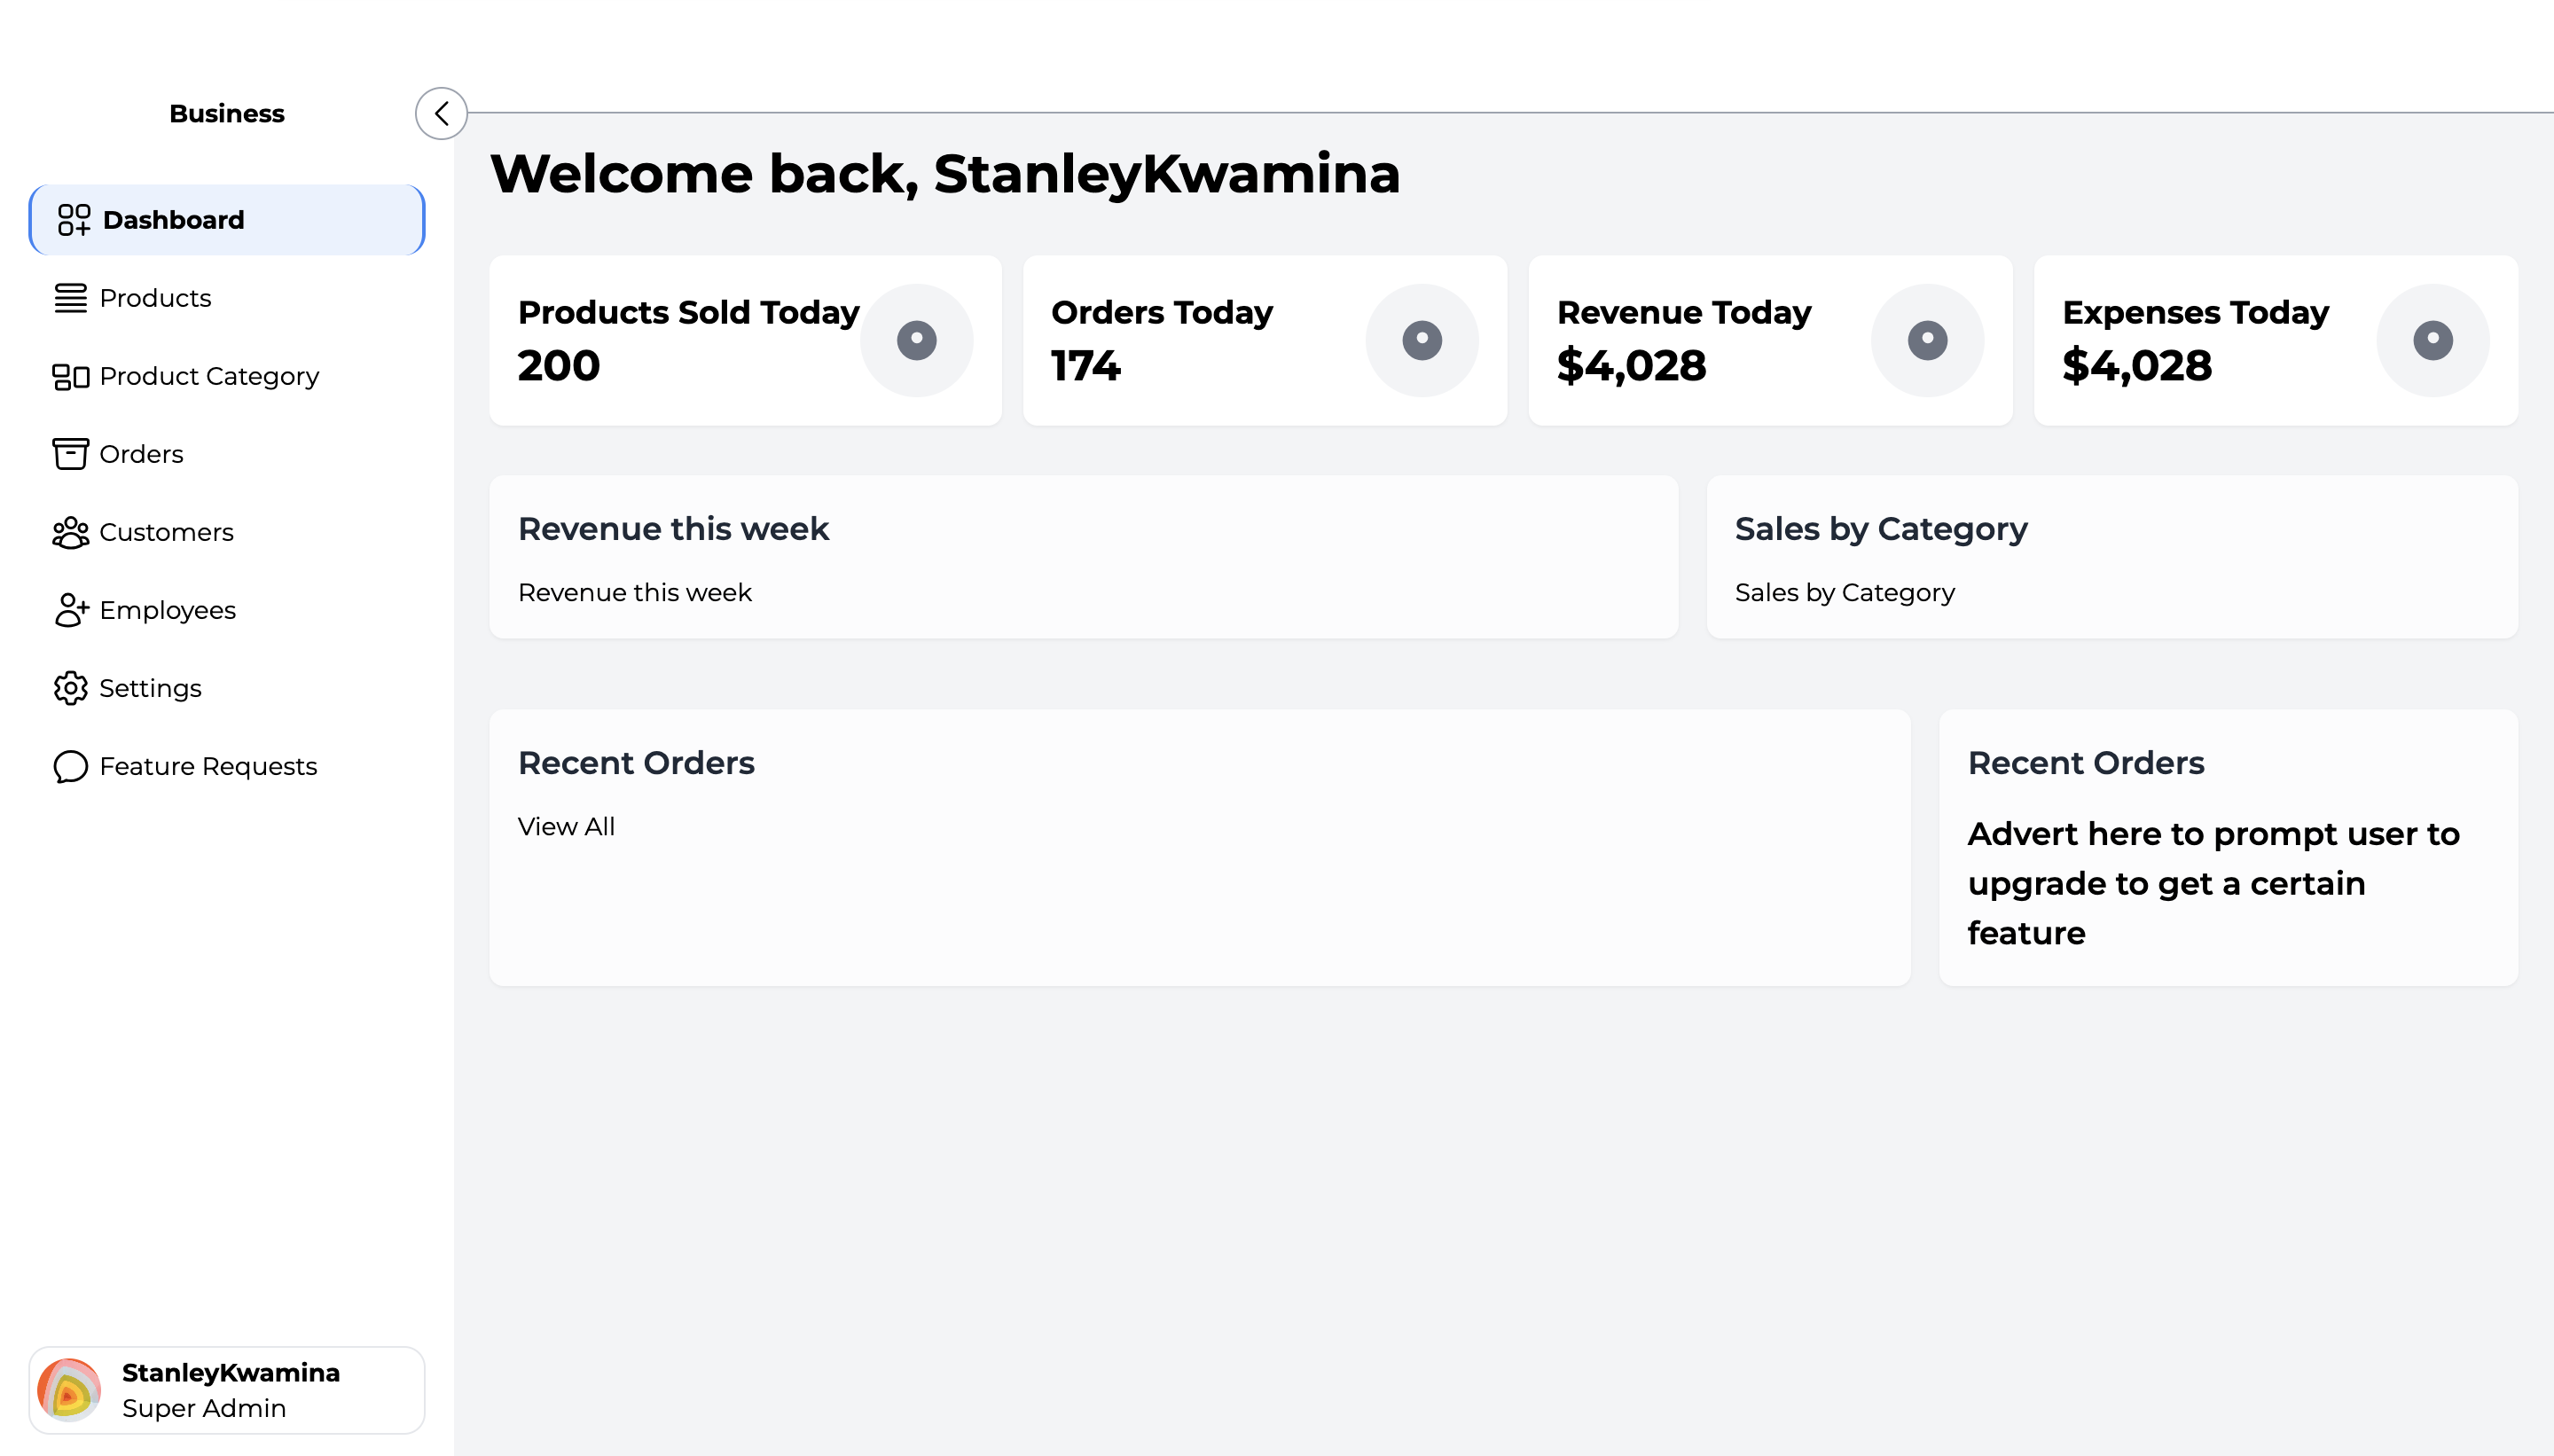 Business
Dashboard
Products
Product Category
Orders
Customers
Employees
Settings
Feature Requests
StanleyKwamina
Super Admin
Welcome back, StanleyKwamina
Products Sold Today
200
Orders Today
174
Revenue Today
$4,028
Expenses Today
$4,028
Revenue this week
Revenue this week
Sales by Category
Sales by Category
Recent Orders
View All
Recent Orders
Advert here to prompt user to
upgrade to get a certain
feature